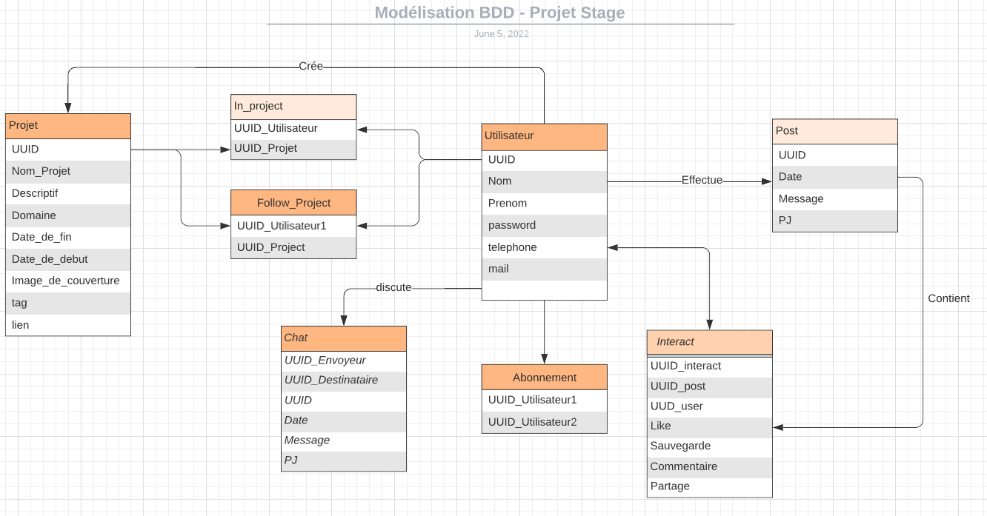 Modélisation BDD - Projet Stage
June 5, 2022
Crée
Projet
UUID
Nom_Projet
Descriptif
Domaine
Date_de_fin
Date_de_debut
Image_de_couverture
tag
lien
In_project
UUID_Utilisateur
UUID_Projet
Follow_Project
UUID_Utilisateur1
UUID_Project
Utilisateur
UUID
Nom
Prenom
password
telephone
mail
Effectue
Post
UUID
Date
Message
PJ
Contient
discute
Chat
UUID_Envoyeur
UUID_Destinataire
UUID
Date
Message
PJ
Abonnement
UUID_Utilisateur1
UUID_Utilisateur2
Interact
UUID_interact
UUID_post
UUD_user
Like
Sauvegarde
Commentaire
Partage